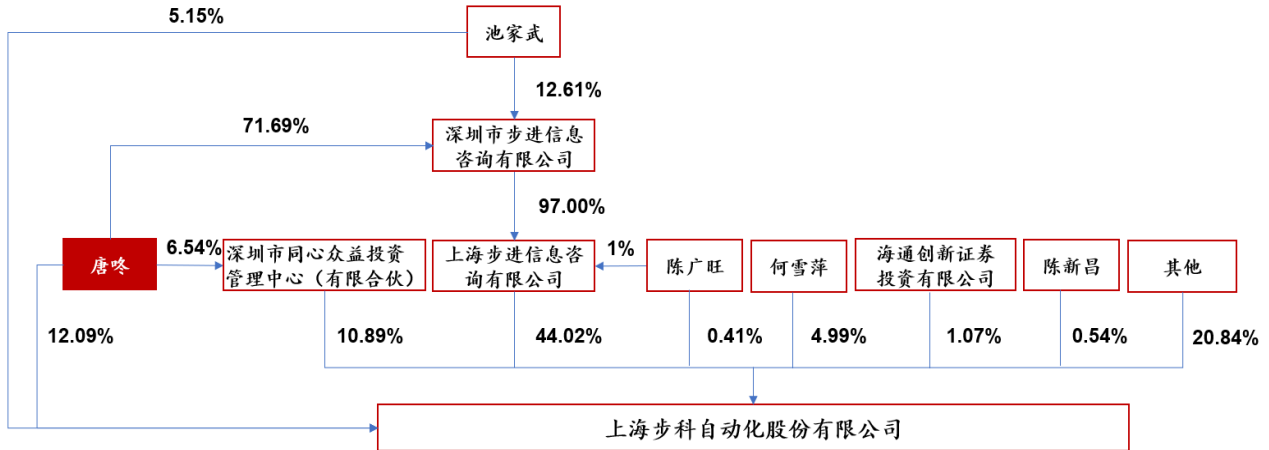 5.15%
池家武
12.61%
71.69%
深圳市步进信息
咨询有限公司
97.00%
唐咚
6.54%
深圳市同心众益投资
管理中心（有限合伙）
上海步进信息咨
询有限公司
1%
陈广旺
何雪萍
海通创新证券
投资有限公司
陈新昌
其他
12.09%
10.89%
44.02%
0.41%
4.99%
1.07%
0.54%
20.84%
上海步科自动化股份有限公司